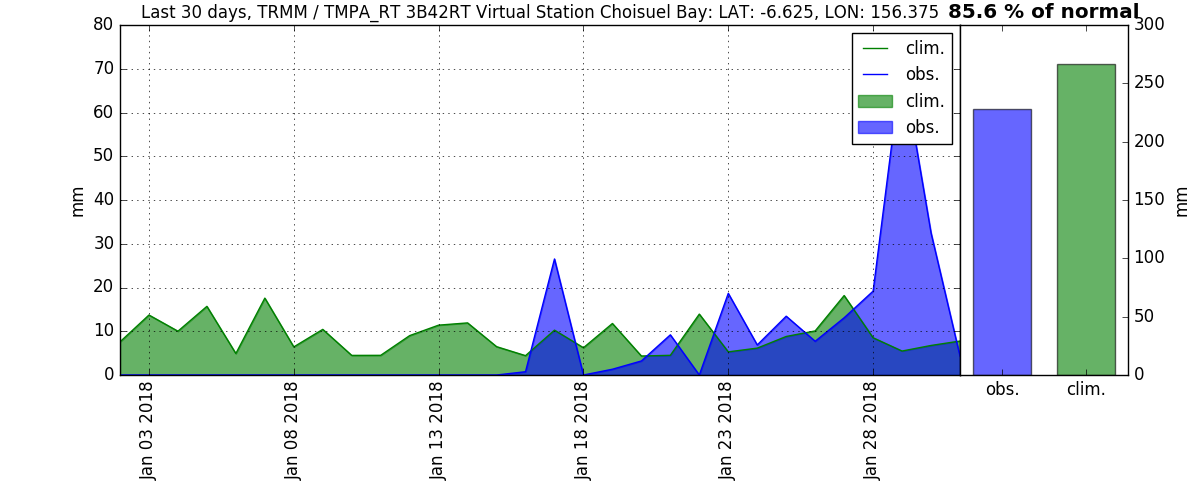 Last 30 days, TRMM / TMPA_RT 3B42RT Virtual Station Choisuel Bay: LAT: -6.625, LON: 156.375 85.6 % of normal
80
70
60
50
40
30
20
10
0
mm
clim.
obs.
clim.
obs.
Jan 03 2018
Jan 08 2018
Jan 13 2018
Jan 18 2018
Jan 23 2018
Jan 28 2018
300
250
200
150
100
50
0
mm
obs.
clim.